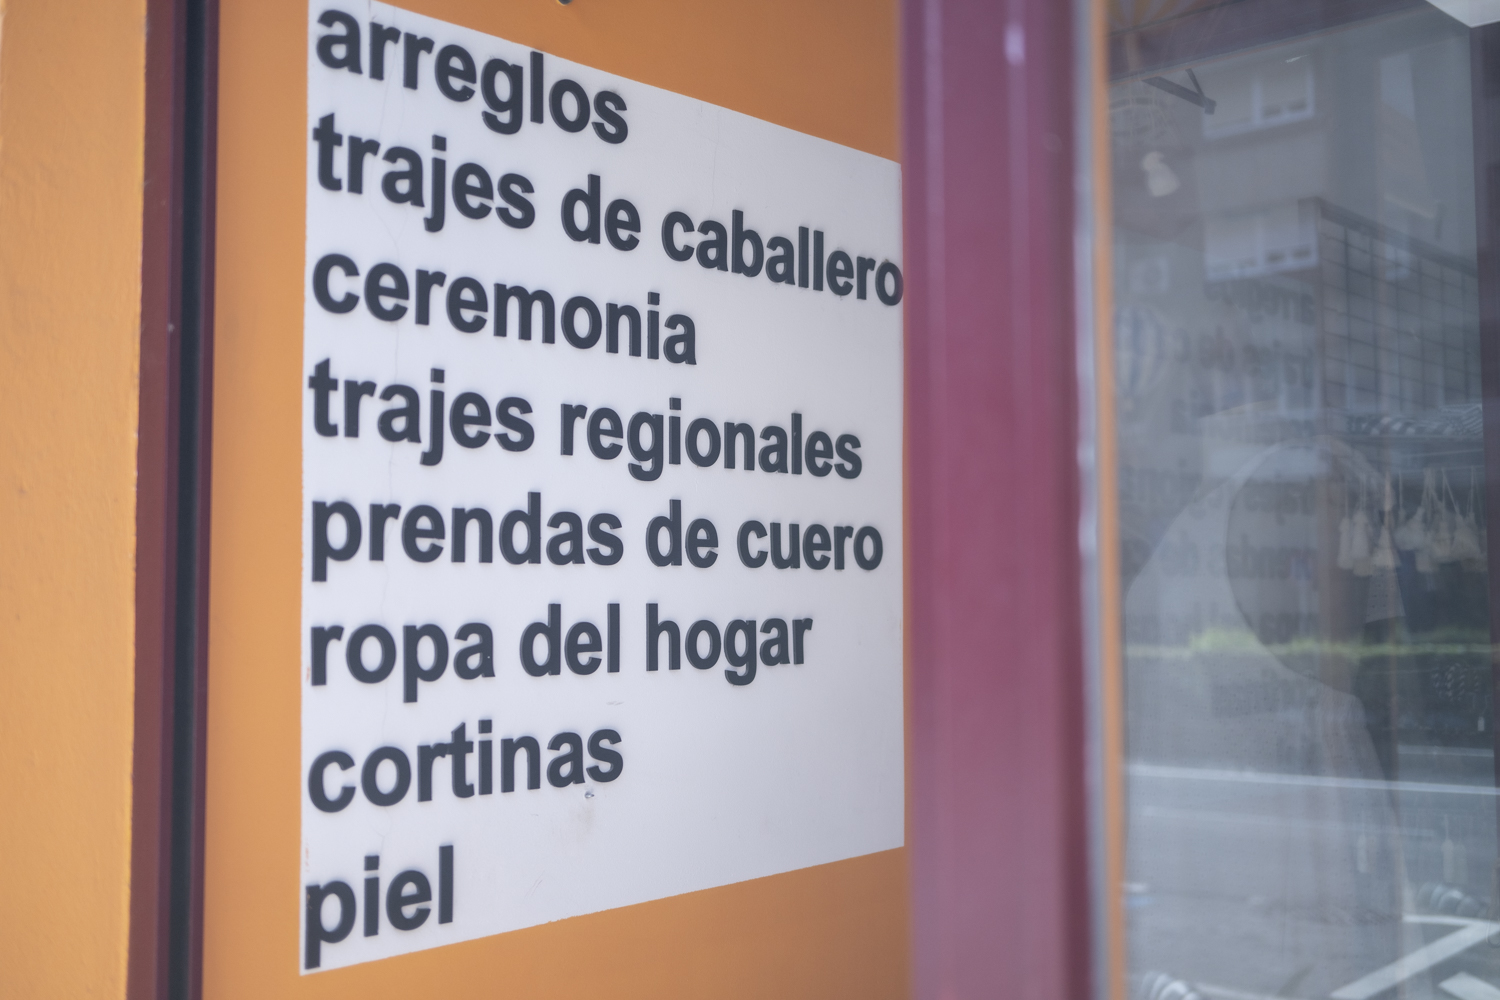 arreglos
trajes de caballero
ceremonia
trajes regionales
prendas de cuero
ropa del hogar
cortinas
piel